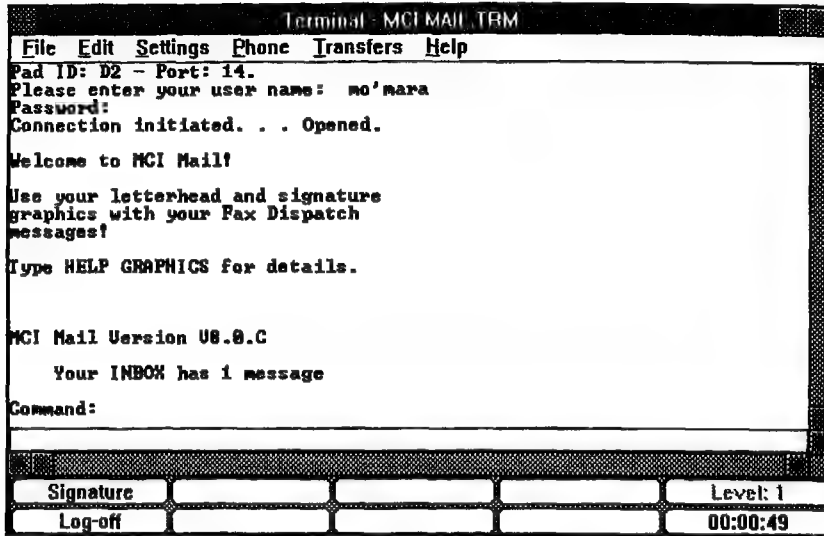 Terminal - MCI MAIL.TRM
File Edit Settings Phone Transfers Help
Pad ID: D2 - Port: 14.
Please enter your user name: mo'mara
Password:
Connection initiated. . . Opened.
Welcome to MCI Mail!
Use your letterhead and signature
graphics with your Fax Dispatch
messages!
Type HELP GRAPHICS for details.
MCI Mail Version V8.0.C
Your INBOX has 1 message
Command:
Signature Level: 1
Log-off 00:00:49